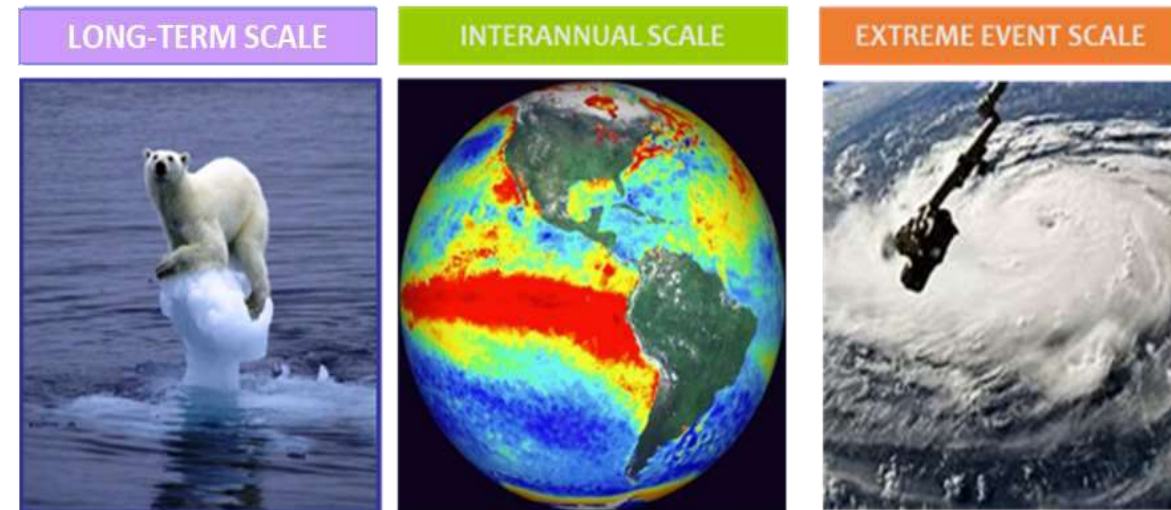 LONG-TERM SCALE
INTERANNUAL SCALE
EXTREME EVENT SCALE